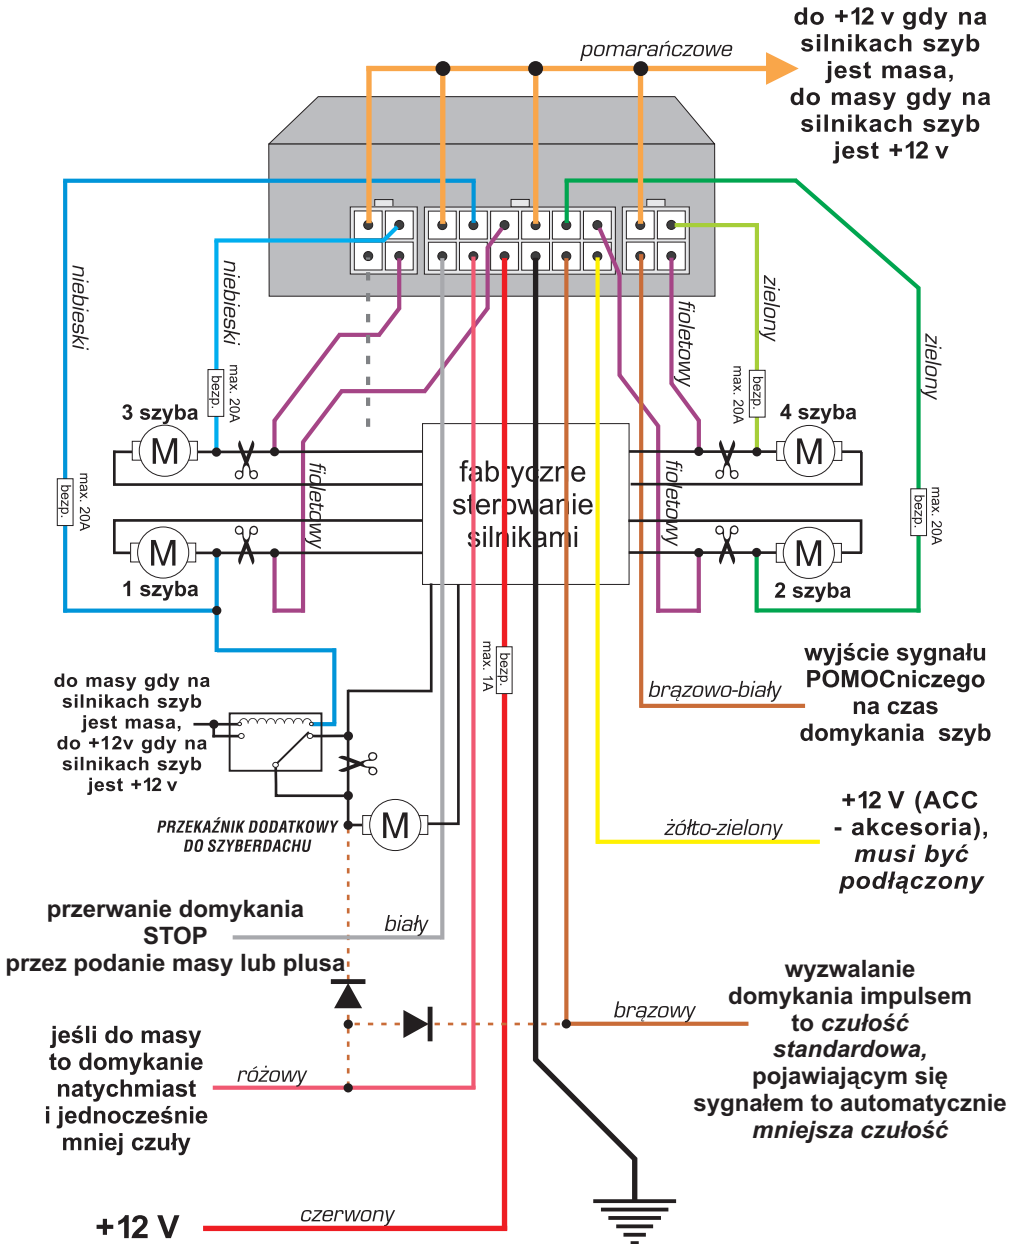 pomarańczowe
do +12 v gdy na
silnikach szyb
jest masa,
do masy gdy na
silnikach szyb
jest +12 v
niebieski
niebieski
zielony
fioletowy
zielony
max. 20A
bezp.
bezp.
max. 20A
3 szyba
4 szyba
M
M
fabryczne
sterowanie
silnikami
fioletowy
fioletowy
max. 20A
bezp.
bezp.
max. 20A
M
M
1 szyba
2 szyba
bezp.
max. 1A
do masy gdy na
silnikach szyb
jest masa,
do +12v gdy na
silnikach szyb
jest +12 v
brązowo-biały
wyjście sygnału
POMOCniczego
na czas
domykania szyb
PRZEKAŹNIK DODATKOWY
DO SZYBERDACHU
M
żółto-zielony
+12 V (ACC
- akcesoria),
musi być
podłączony
przerwanie domykania
STOP
przez podanie masy lub plusa
biały
brązowy
wyzwalanie
domykania impulsem
to czułość
standardowa,
pojawiającym się
sygnałem to automatycznie
mniejsza czułość
jeśli do masy
to domykanie
natychmiast
i jednocześnie
mniej czuły
różowy
+12 V
czerwony